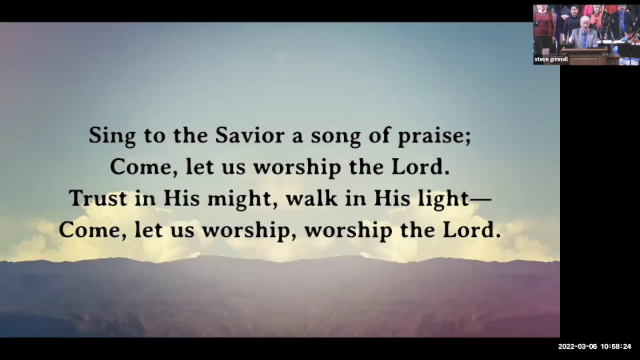 steve grinnell
Sing to the Savior a song of praise;
Come, let us worship the Lord.
Trust in His might, walk in His light—
Come, let us worship, worship the Lord.
2022-03-06 10:58:24